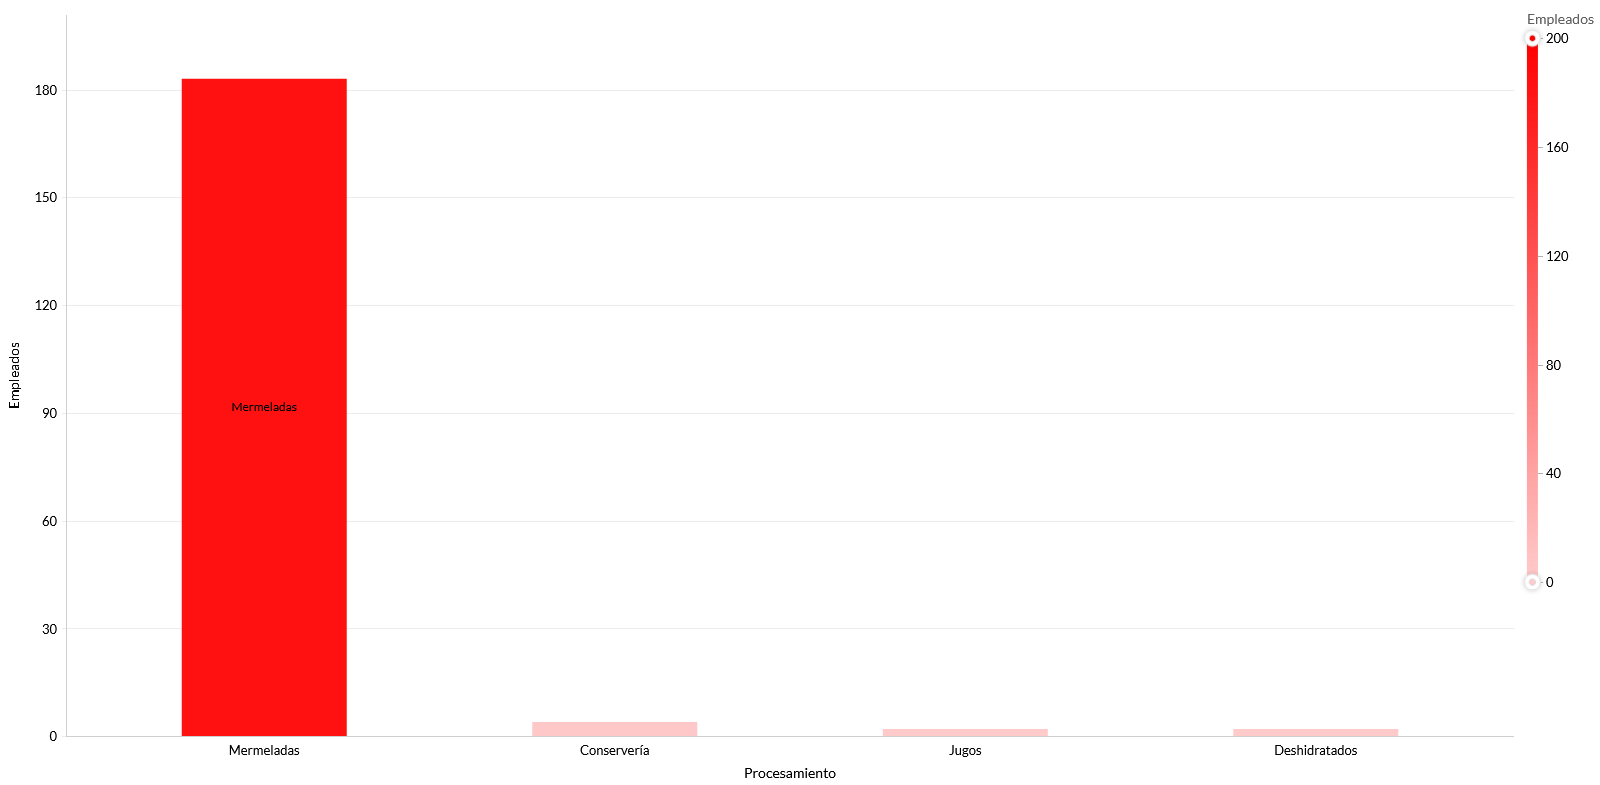 Empleados
200
160
120
80
40
0
180
150
120
90
60
30
0
Empleados
Mermeladas
Mermeladas
Conservería
Jugos
Deshidratados
Procesamiento